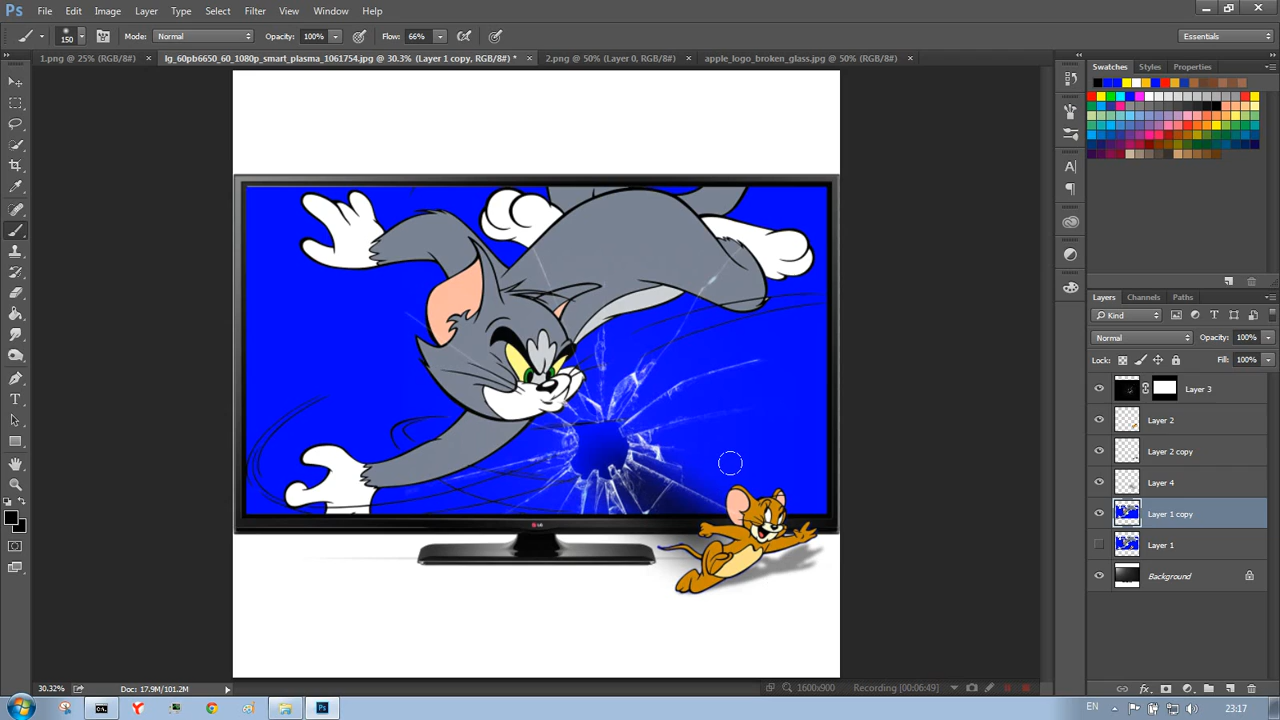 Ps File Edit Image Layer Type Select Filter View Window Help
150 Mode: Normal Opacity: 100% Flow: 66% Essentials
1.png @ 25% (RGB/8#) × lg_60pb6650_60_1080p_smart_plasma_1061754.jpg @ 30.3% (Layer 1 copy, RGB/8#) * × 2.png @ 50% (Layer 0, RGB/8#) × apple_logo_broken_glass.jpg @ 50% (RGB/8#) ×
Swatches Styles Properties
Layers Channels Paths
Kind
Normal Opacity: 100%
Lock: Fill: 100%
Layer 3
Layer 2
Layer 2 copy
Layer 4
Layer 1 copy
Layer 1
Background
LG
30.32% Doc: 17.9M/101.2M 1600x900 Recording [00:06:49]
EN 23:17